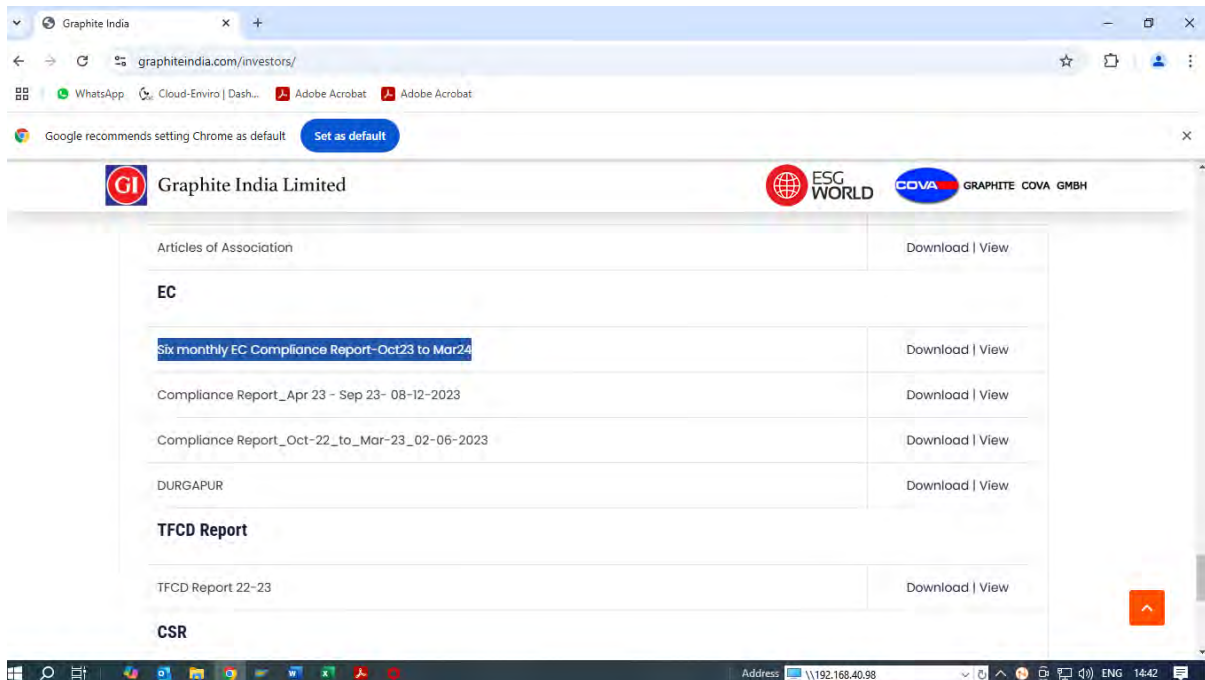 Graphite India
graphiteindia.com/investors/
WhatsApp Cloud-Enviro | Dash... Adobe Acrobat Adobe Acrobat
Google recommends setting Chrome as default Set as default
GI Graphite India Limited ESG WORLD COVA GRAPHITE COVA GMBH
Articles of Association Download | View
EC
Six monthly EC Compliance Report-Oct23 to Mar24 Download | View
Compliance Report_Apr 23 - Sep 23- 08-12-2023 Download | View
Compliance Report_Oct-22_to_Mar-23_02-06-2023 Download | View
DURGAPUR Download | View
TFCD Report
TFCD Report 22-23 Download | View
CSR
Address \\192.168.40.98 ENG 14:42